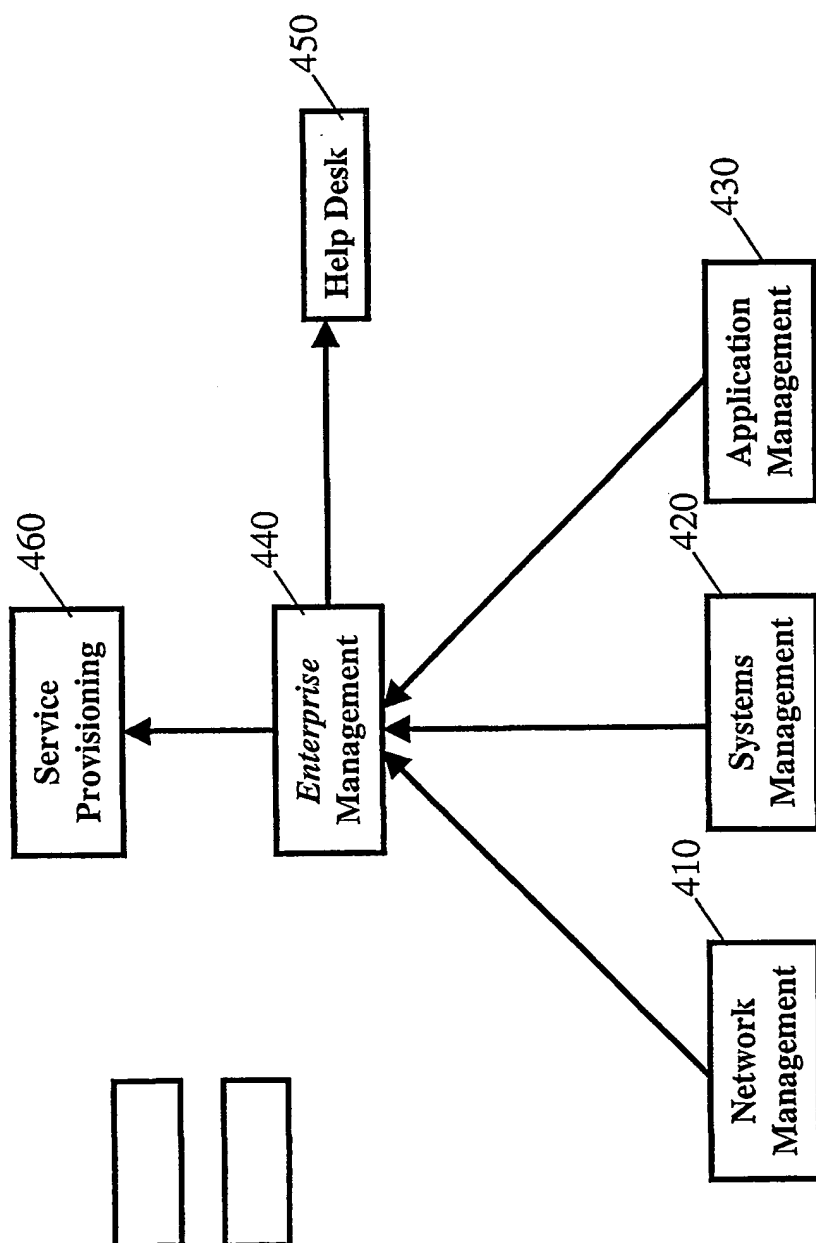 460
Service
Provisioning
440
Enterprise
Management
450
Help Desk
410
Network
Management
420
Systems
Management
430
Application
Management